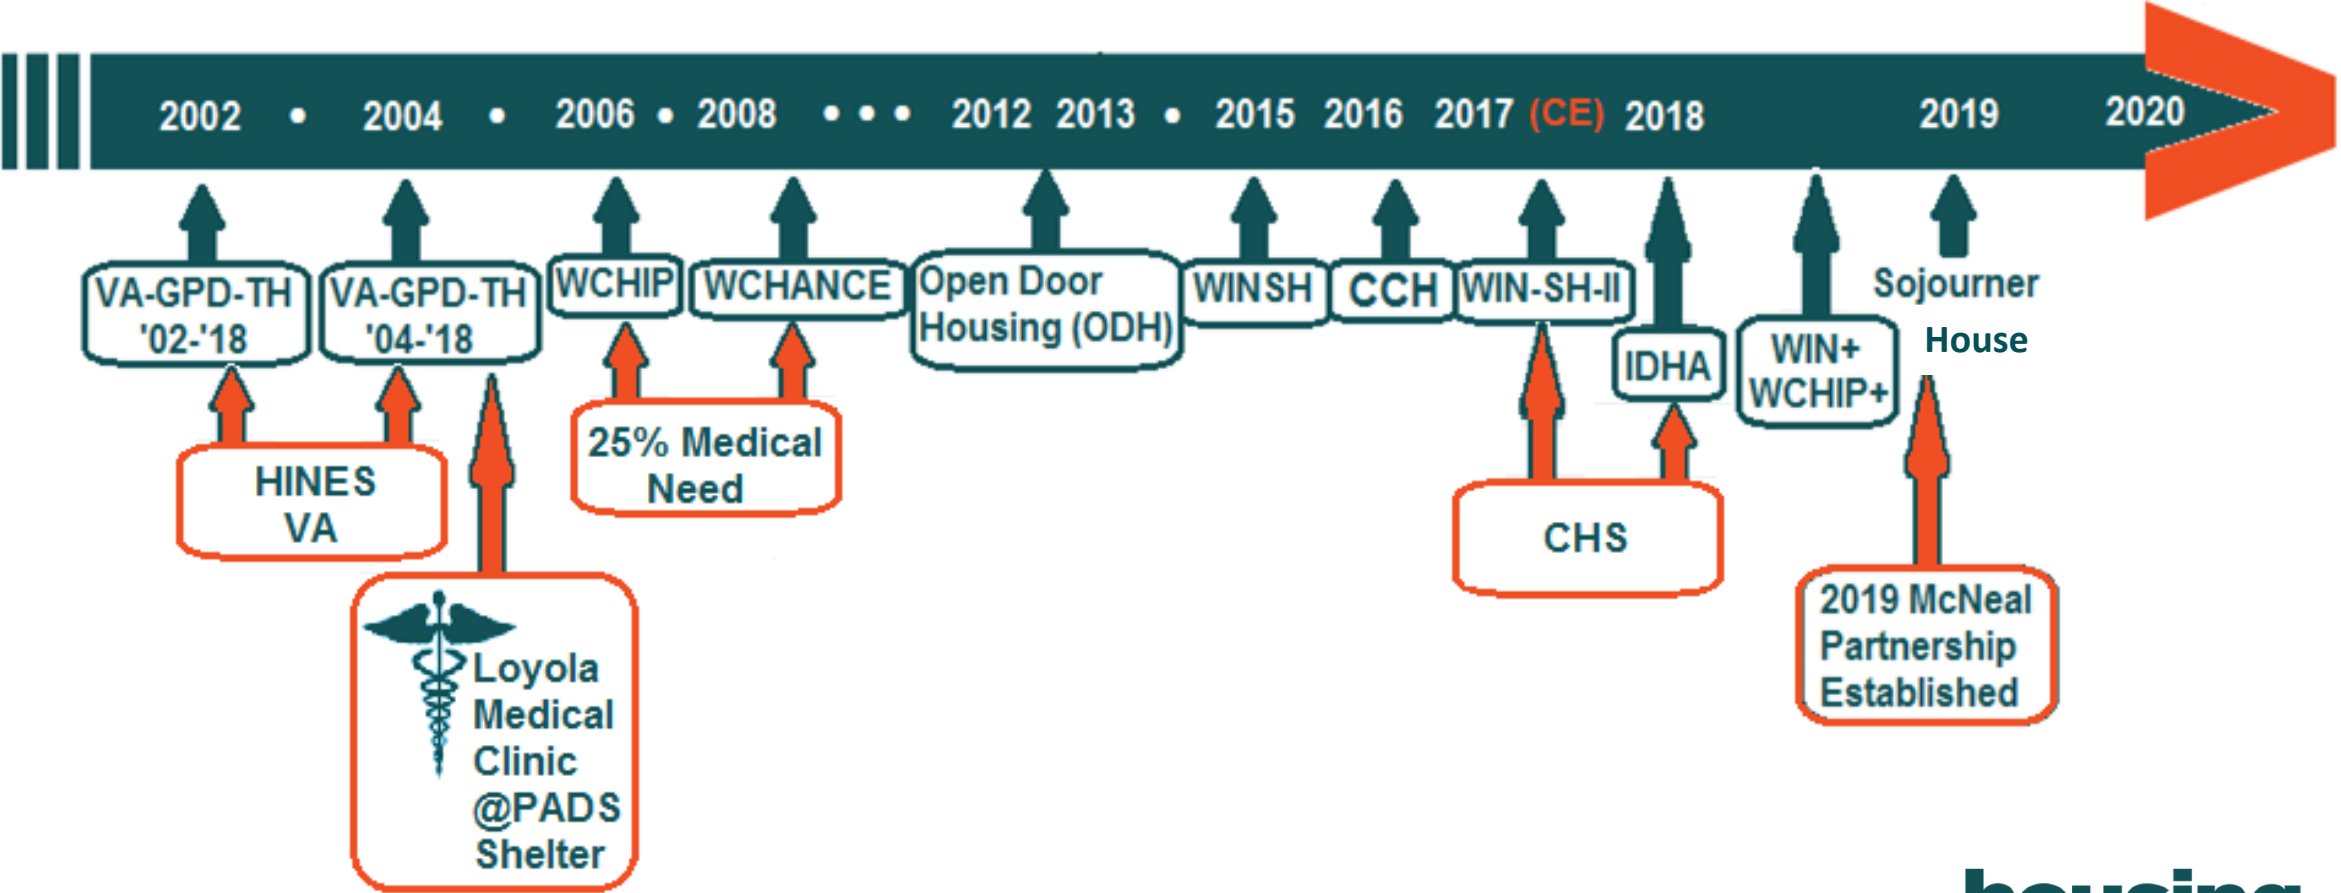 2002 • 2004 • 2006 • 2008 • • • 2012 2013 • 2015 2016 2017 (CE) 2018 2019 2020
VA-GPD-TH
'02-'18
VA-GPD-TH
'04-'18
WCHIP
WCHANCE
Open Door
Housing (ODH)
WINSH
CCH
WIN-SH-II
IDHA
WIN+
WCHIP+
Sojourner
House
HINES
VA
25% Medical
Need
CHS
Loyola
Medical
Clinic
@PADS
Shelter
2019 McNeal
Partnership
Established
housing